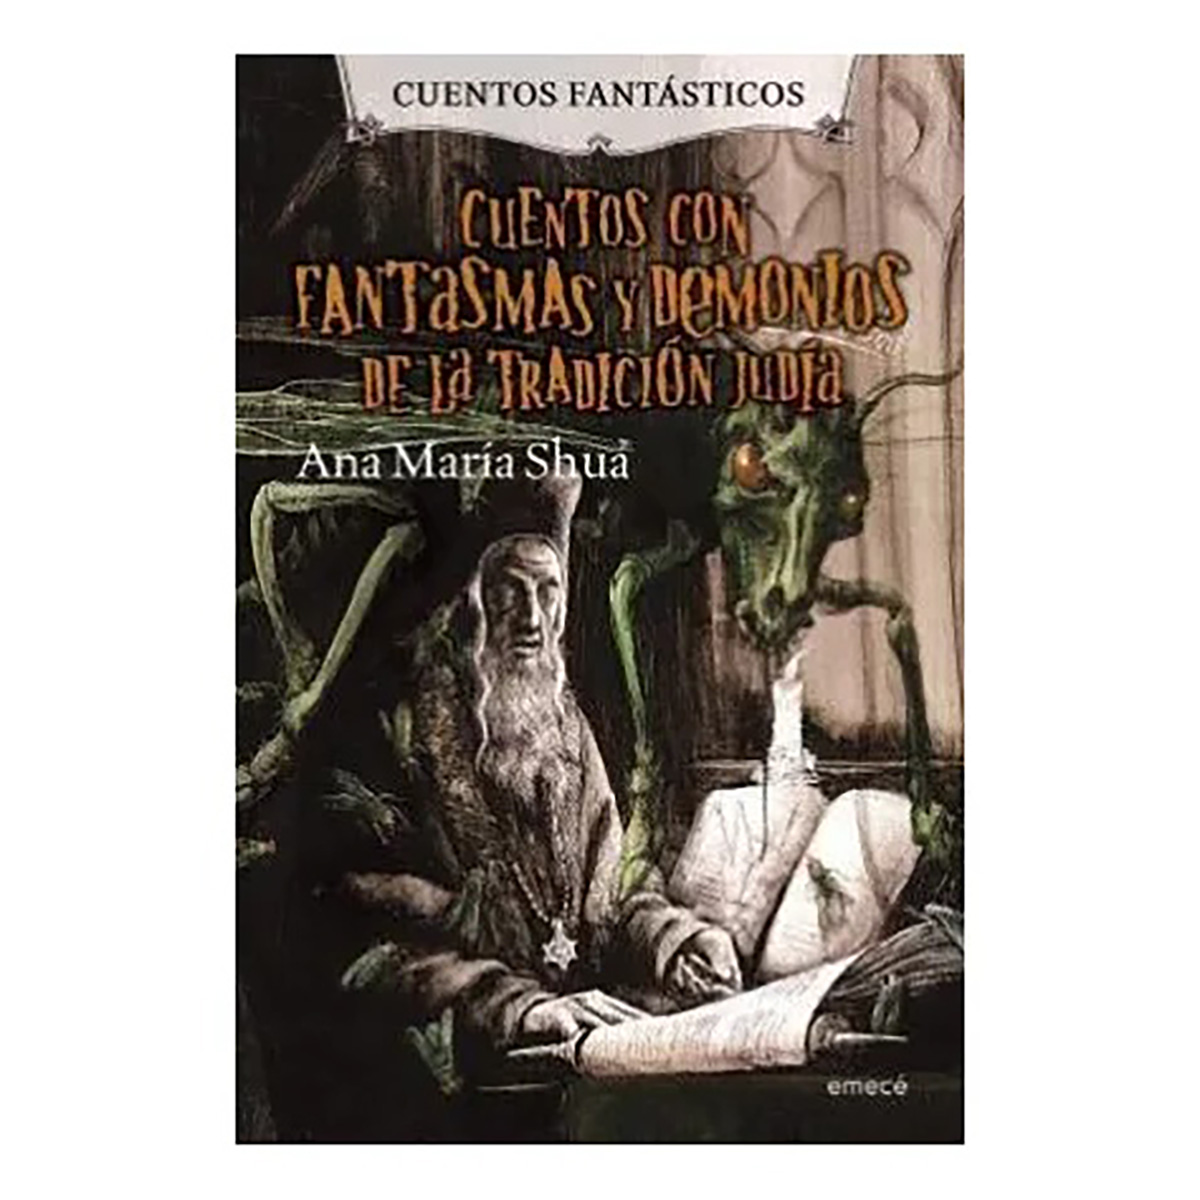 CUENTOS FANTÁSTICOS
CUENTOS CON
FANTaSMAS Y DeMONIOS
DE La TRADICIÓN JUDÍa
Ana María Shua
emecé